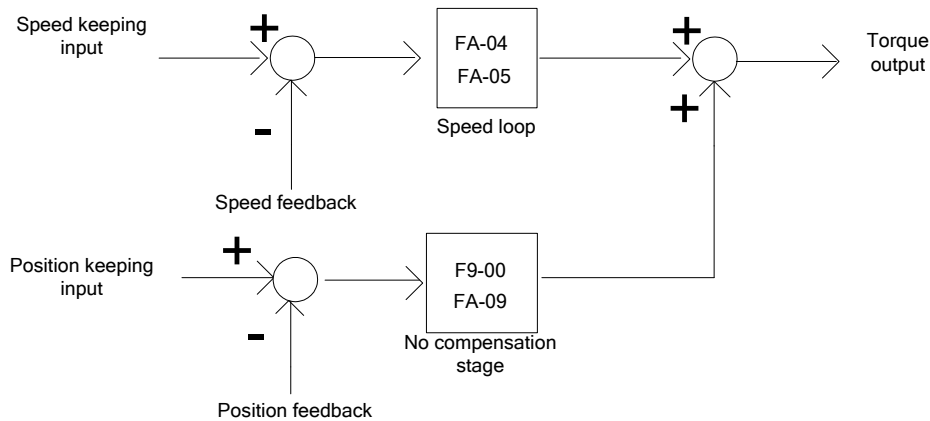 Speed keeping
input
+
-
Speed feedback
FA-04
FA-05
Speed loop
+
+
Torque
output
Position keeping
input
+
-
Position feedback
F9-00
FA-09
No compensation
stage